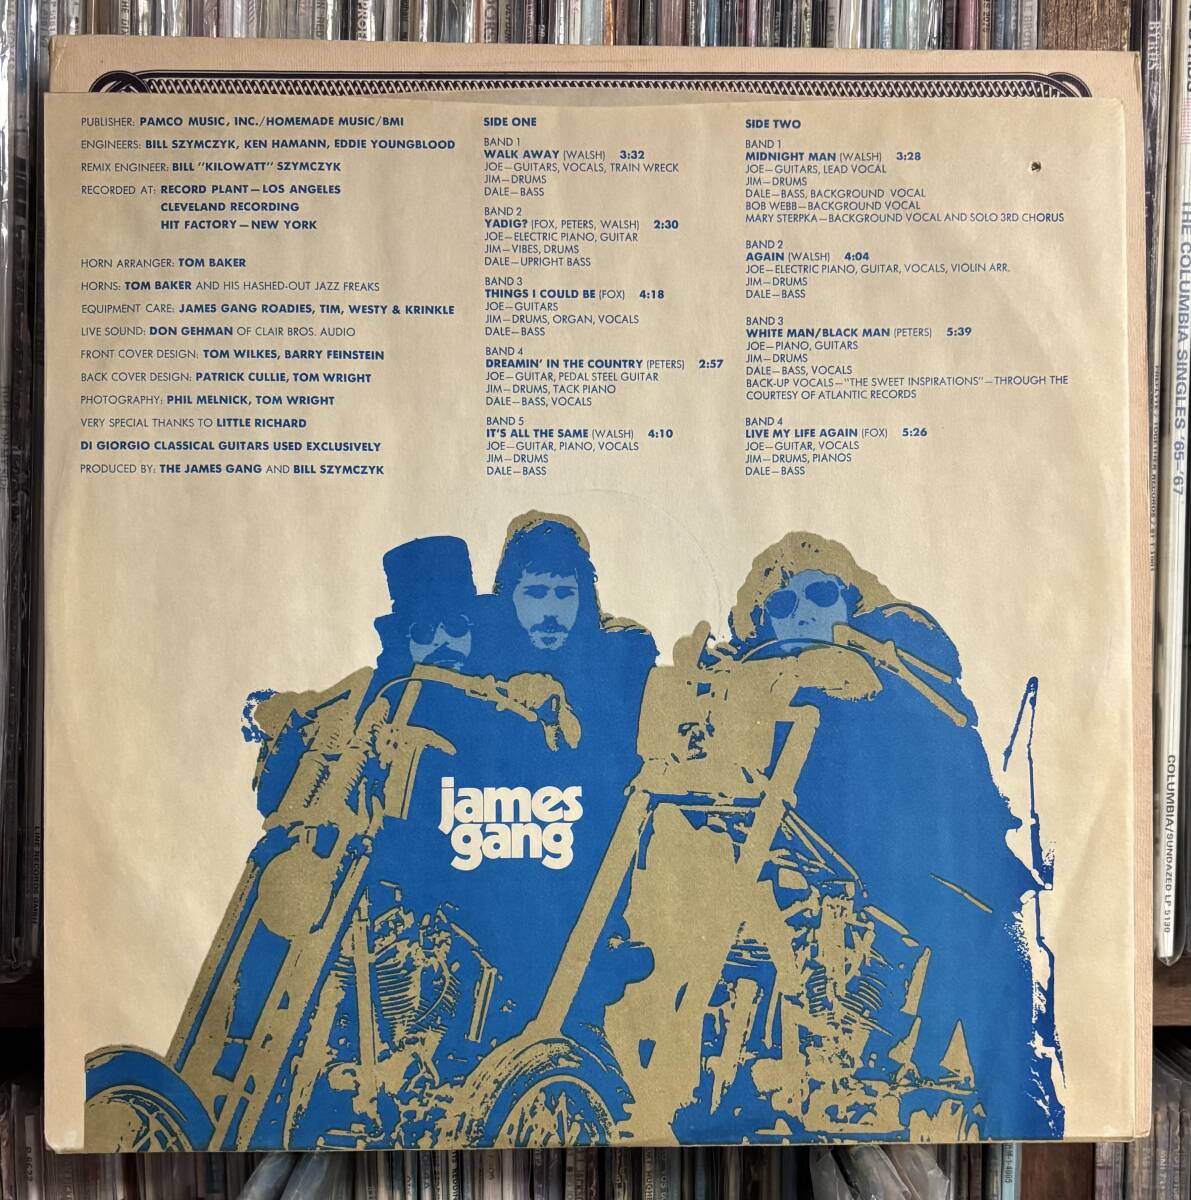 PUBLISHER: PAMCO MUSIC, INC./HOMEMADE MUSIC/BMI
ENGINEERS: BILL SZYMCZYK, KEN HAMANN, EDDIE YOUNGBLOOD
REMIX ENGINEER: BILL "KILOWATT" SZYMCZYK
RECORDED AT: RECORD PLANT—LOS ANGELES
CLEVELAND RECORDING
HIT FACTORY—NEW YORK
HORN ARRANGER: TOM BAKER
HORNS: TOM BAKER AND HIS HASHED-OUT JAZZ FREAKS
EQUIPMENT CARE: JAMES GANG ROADIES, TIM, WESTY & KRINKLE
LIVE SOUND: DON GEHMAN OF CLAIR BROS. AUDIO
FRONT COVER DESIGN: TOM WILKES, BARRY FEINSTEIN
BACK COVER DESIGN: PATRICK CULLIE, TOM WRIGHT
PHOTOGRAPHY: PHIL MELNICK, TOM WRIGHT
VERY SPECIAL THANKS TO LITTLE RICHARD
DI GIORGIO CLASSICAL GUITARS USED EXCLUSIVELY
PRODUCED BY: THE JAMES GANG AND BILL SZYMCZYK
SIDE ONE
BAND 1
WALK AWAY (WALSH) 3:32
JOE—GUITARS, VOCALS, TRAIN WRECK
JIM—DRUMS
DALE—BASS
BAND 2
YADIG? (FOX, PETERS, WALSH) 2:30
JOE—ELECTRIC PIANO, GUITAR
JIM—VIBES, DRUMS
DALE—UPRIGHT BASS
BAND 3
THINGS I COULD BE (FOX) 4:18
JOE—GUITARS
JIM—DRUMS, ORGAN, VOCALS
DALE—BASS
BAND 4
DREAMIN' IN THE COUNTRY (PETERS) 2:57
JOE—GUITAR, PEDAL STEEL GUITAR
JIM—DRUMS, TACK PIANO
DALE—BASS, VOCALS
BAND 5
IT'S ALL THE SAME (WALSH) 4:10
JOE—GUITAR, PIANO, VOCALS
JIM—DRUMS
DALE—BASS
SIDE TWO
BAND 1
MIDNIGHT MAN (WALSH) 3:28
JOE—GUITARS, LEAD VOCAL
JIM—DRUMS
DALE—BASS, BACKGROUND VOCAL
BOB WEBB—BACKGROUND VOCAL
MARY STERPKA—BACKGROUND VOCAL AND SOLO 3RD CHORUS
BAND 2
AGAIN (WALSH) 4:04
JOE—ELECTRIC PIANO, GUITAR, VOCALS, VIOLIN ARR.
JIM—DRUMS
DALE—BASS
BAND 3
WHITE MAN/BLACK MAN (PETERS) 5:39
JOE—PIANO, GUITARS
JIM—DRUMS
DALE—BASS, VOCALS
BACK-UP VOCALS—"THE SWEET INSPIRATIONS"—THROUGH THE
COURTESY OF ATLANTIC RECORDS
BAND 4
LIVE MY LIFE AGAIN (FOX) 5:26
JOE—GUITAR, VOCALS
JIM—DRUMS, PIANOS
DALE—BASS
james
gang
BYRDS
THE COLUMBIA SINGLES '65-'67
COLUMBIA/SUNDAZED LP 5130